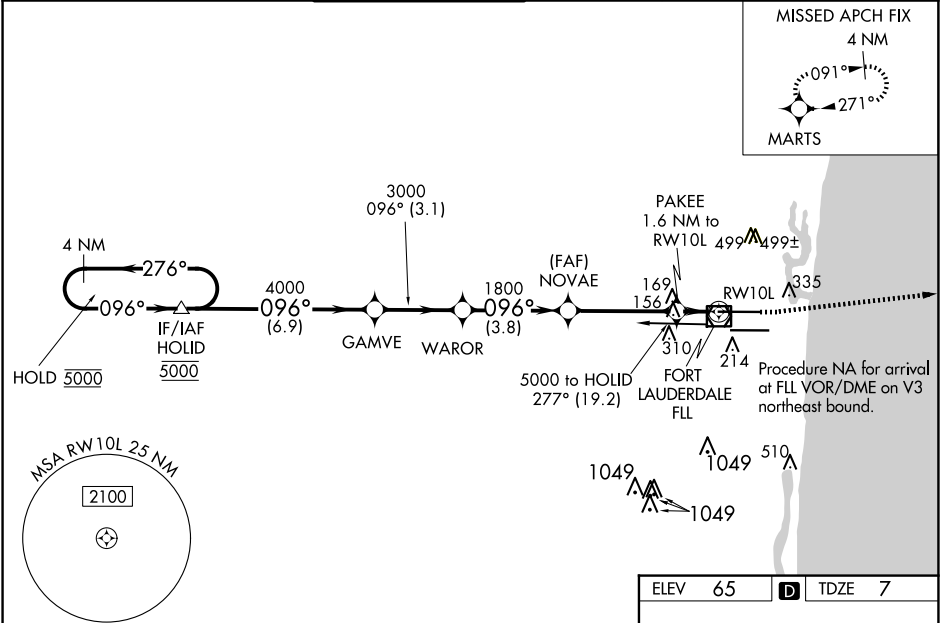 MISSED APCH FIX
4 NM
091°
271°
MARTS
3000
096° (3.1)
PAKEE
1.6 NM to
RW10L
499
499±
4 NM
276°
096°
4000
096°
(6.9)
1800
096°
(3.8)
(FAF)
NOVAE
169
156
RW10L
335
IF/IAF
HOLID
5000
GAMVE
WAROR
HOLD 5000
310
214
5000 to HOLID
277° (19.2)
FORT
LAUDERDALE
FLL
Procedure NA for arrival
at FLL VOR/DME on V3
northeast bound.
MSA RW10L 25 NM
2100
1049
510
1049
1049
ELEV 65 D TDZE 7